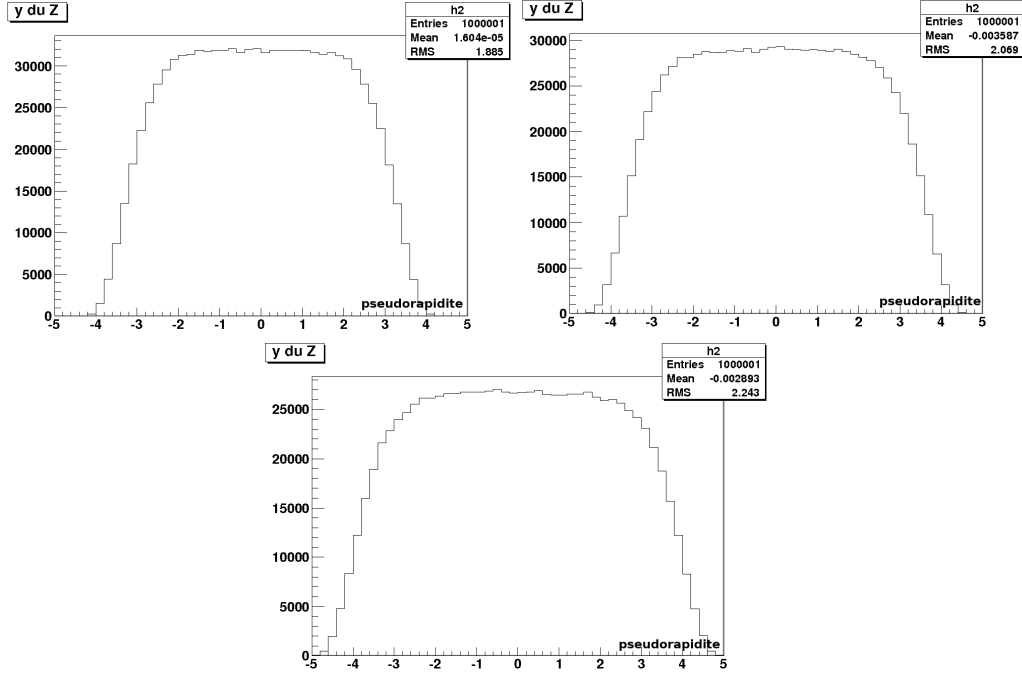 y du Z
h2
Entries 1000001
Mean 1.604e-05
RMS 1.885
30000
25000
20000
15000
10000
5000
0
pseudorapidite
-5 -4 -3 -2 -1 0 1 2 3 4 5
y du Z
h2
Entries 1000001
Mean -0.003587
RMS 2.069
30000
25000
20000
15000
10000
5000
0
pseudorapidite
-5 -4 -3 -2 -1 0 1 2 3 4 5
y du Z
h2
Entries 1000001
Mean -0.002893
RMS 2.243
25000
20000
15000
10000
5000
0
pseudorapidite
-5 -4 -3 -2 -1 0 1 2 3 4 5